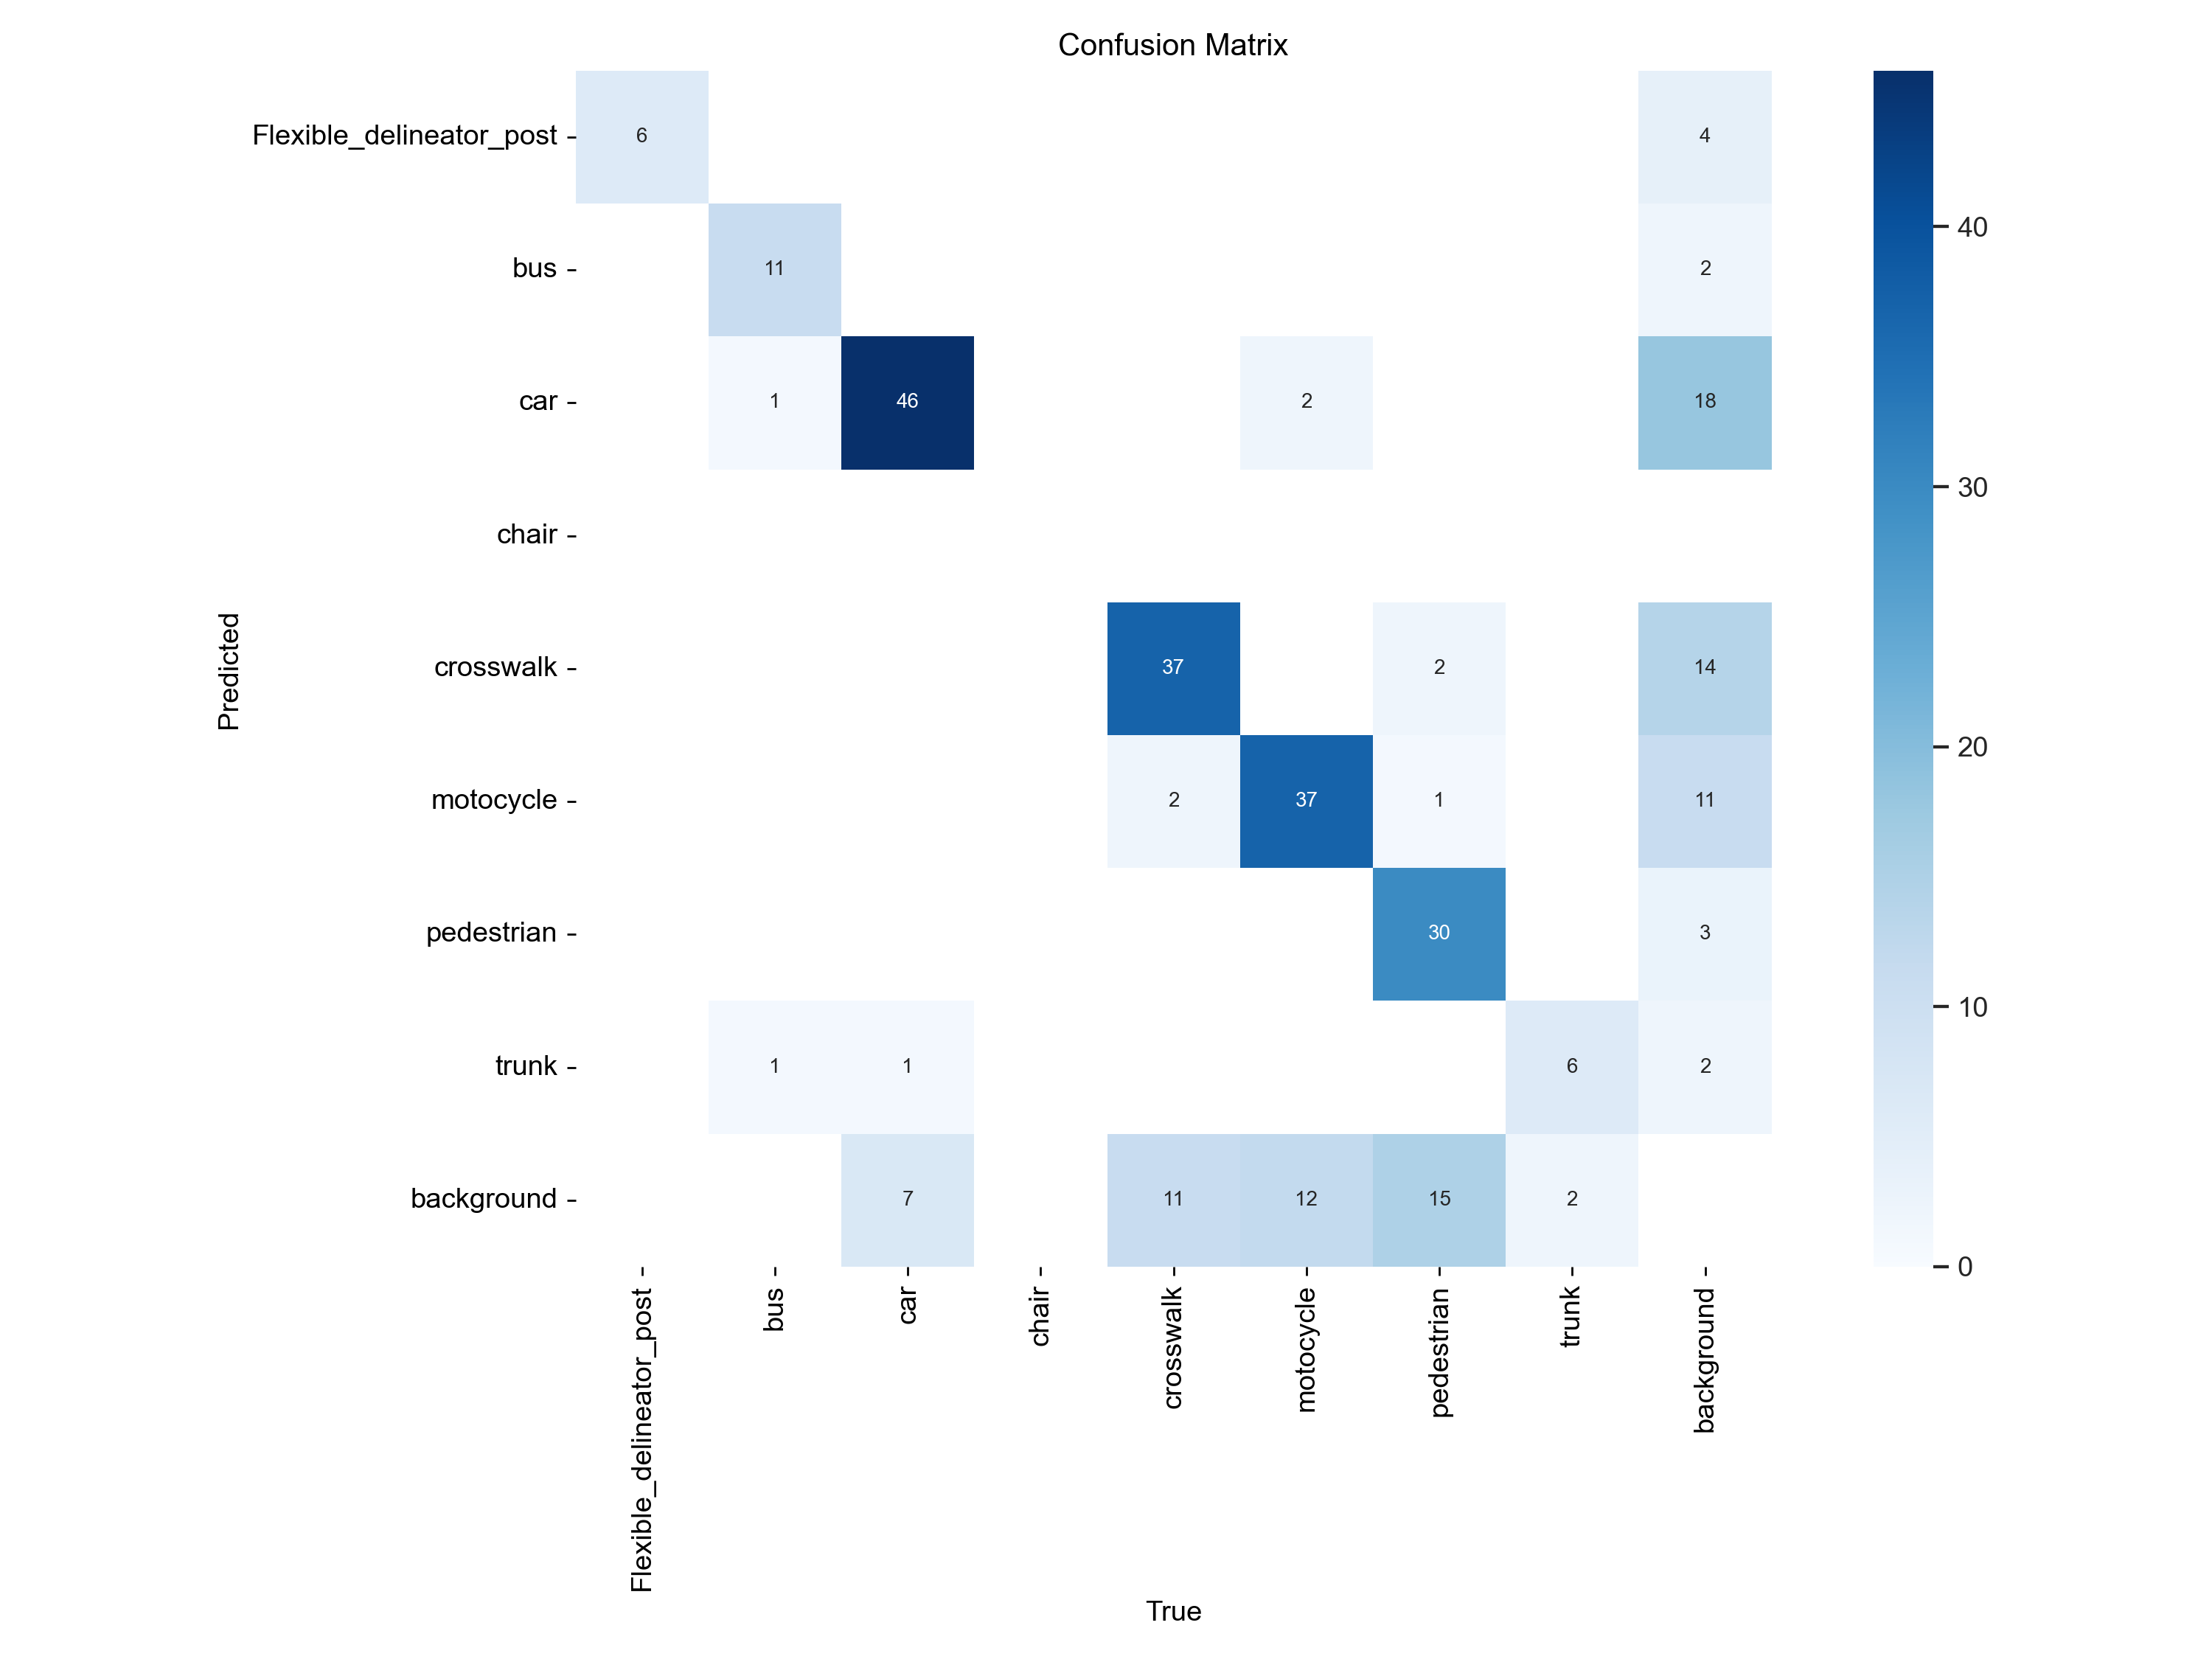 Confusion Matrix
Flexible_delineator_post 6 4
bus 11 2 40
car 1 46 2 18
30
chair
Predicted
crosswalk 37 2 14
20
motocycle 2 37 1 11
pedestrian 30 3
10
trunk 1 1 6 2
background 7 11 12 15 2
0
Flexible_delineator_post bus car chair crosswalk motocycle pedestrian trunk background
True